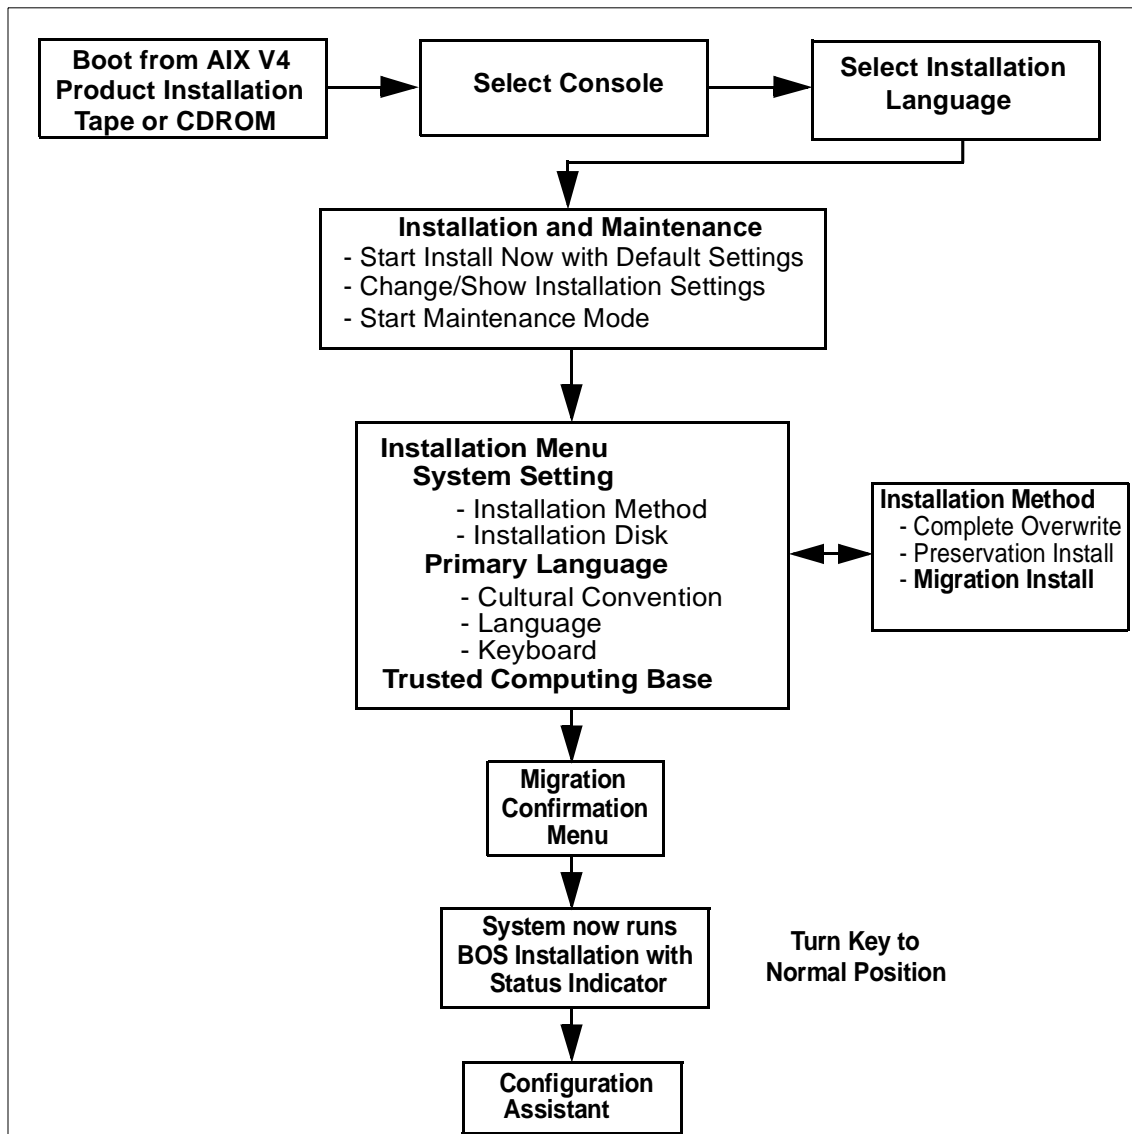 Boot from AIX V4
Product Installation
Tape or CDROM
Select Console
Select Installation
Language
Installation and Maintenance
- Start Install Now with Default Settings
- Change/Show Installation Settings
- Start Maintenance Mode
Installation Menu
System Setting
- Installation Method
- Installation Disk
Primary Language
- Cultural Convention
- Language
- Keyboard
Trusted Computing Base
Installation Method
- Complete Overwrite
- Preservation Install
- Migration Install
Migration
Confirmation
Menu
System now runs
BOS Installation with
Status Indicator
Turn Key to
Normal Position
Configuration
Assistant